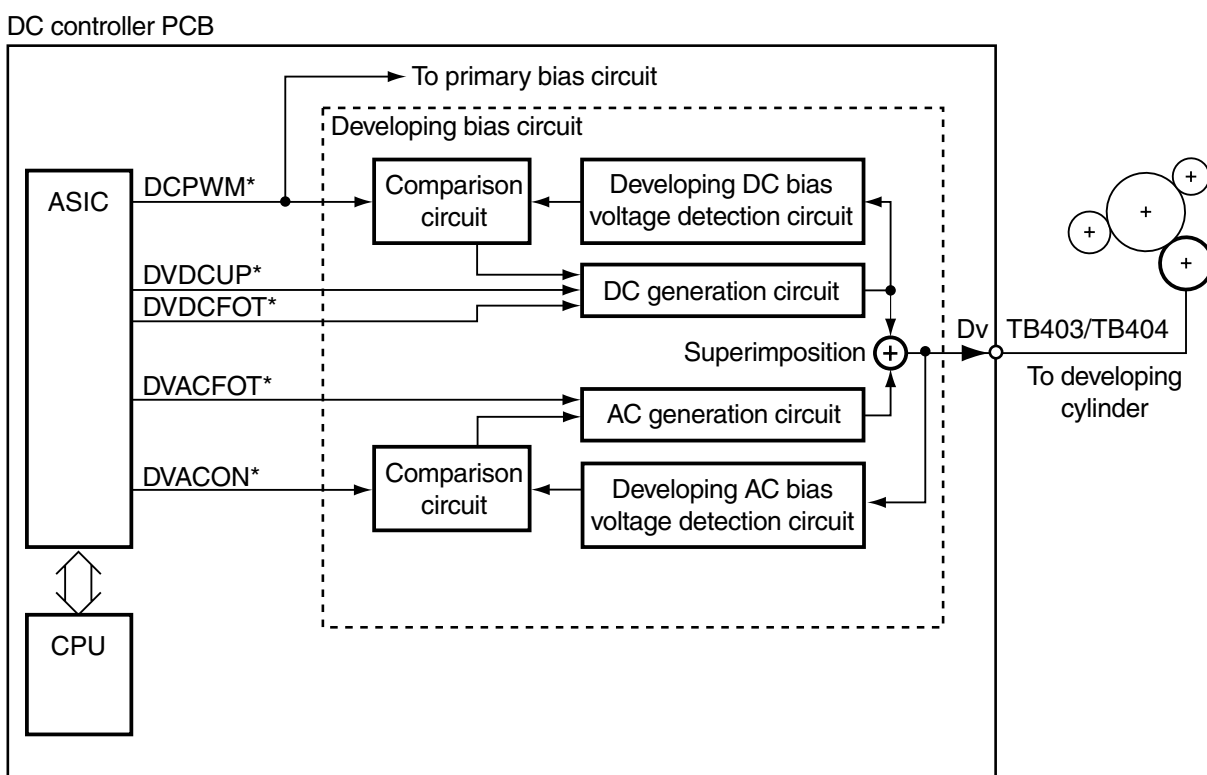 DC controller PCB
To primary bias circuit
Developing bias circuit
ASIC
DCPWM*
Comparison
circuit
Developing DC bias
voltage detection circuit
DVDCUP*
DC generation circuit
DVDCFOT*
Superimposition
+
Dv
TB403/TB404
To developing
cylinder
DVACFOT*
AC generation circuit
DVACON*
Comparison
circuit
Developing AC bias
voltage detection circuit
CPU
+
+
+
+